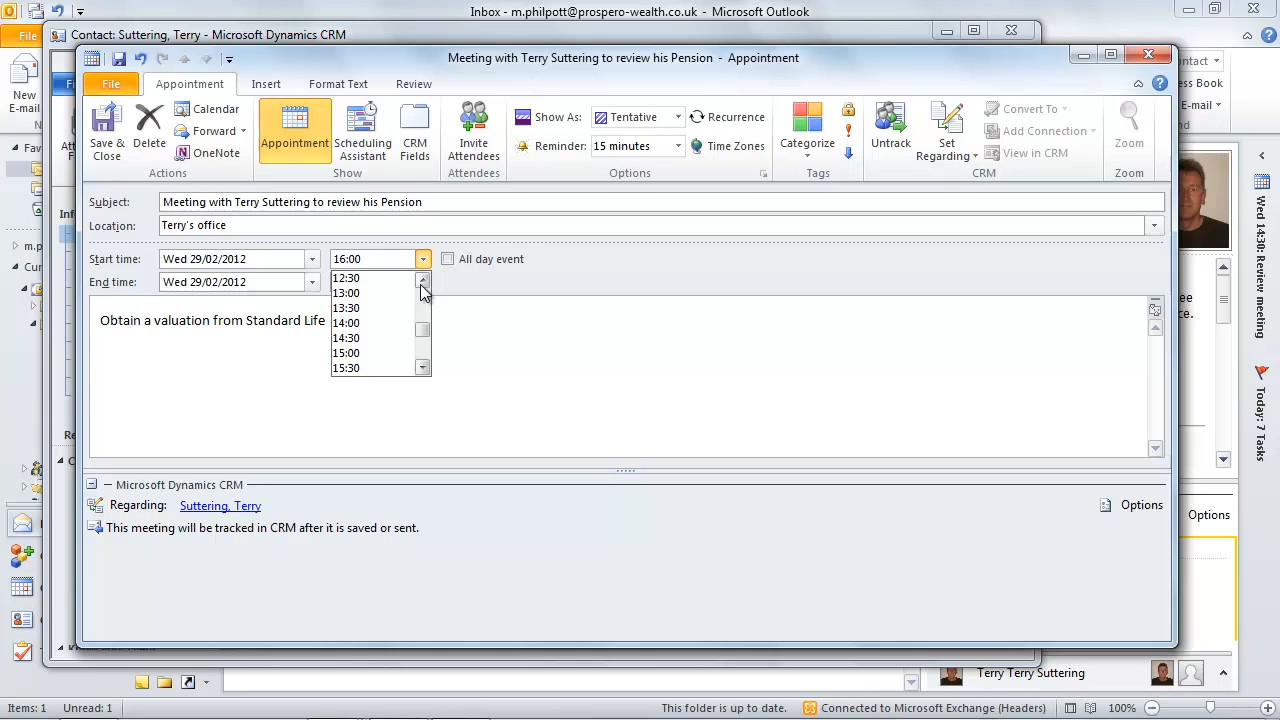 Inbox - m.philpott@prospero-wealth.co.uk - Microsoft Outlook
File
Contact: Suttering, Terry - Microsoft Dynamics CRM
Meeting with Terry Suttering to review his Pension - Appointment
File Appointment Insert Format Text Review
New
E-mail
Save &
Close
Delete
Calendar
Forward
OneNote
Actions
Appointment
Scheduling
Assistant
CRM
Fields
Show
Invite
Attendees
Attendees
Show As: Tentative
Reminder: 15 minutes
Recurrence
Time Zones
Options
Categorize
Tags
Untrack
Set
Regarding
Convert To
Add Connection
View in CRM
CRM
Zoom
Zoom
Subject: Meeting with Terry Suttering to review his Pension
Location: Terry's office
Start time: Wed 29/02/2012 16:00 All day event
End time: Wed 29/02/2012
12:30
13:00
13:30
14:00
14:30
15:00
15:30
Obtain a valuation from Standard Life
Microsoft Dynamics CRM
Regarding: Suttering, Terry
Options
This meeting will be tracked in CRM after it is saved or sent.
Wed 14:30: Review meeting
Today: 7 Tasks
Options
Terry Terry Suttering
Items: 1 Unread: 1
This folder is up to date. Connected to Microsoft Exchange (Headers) 100%